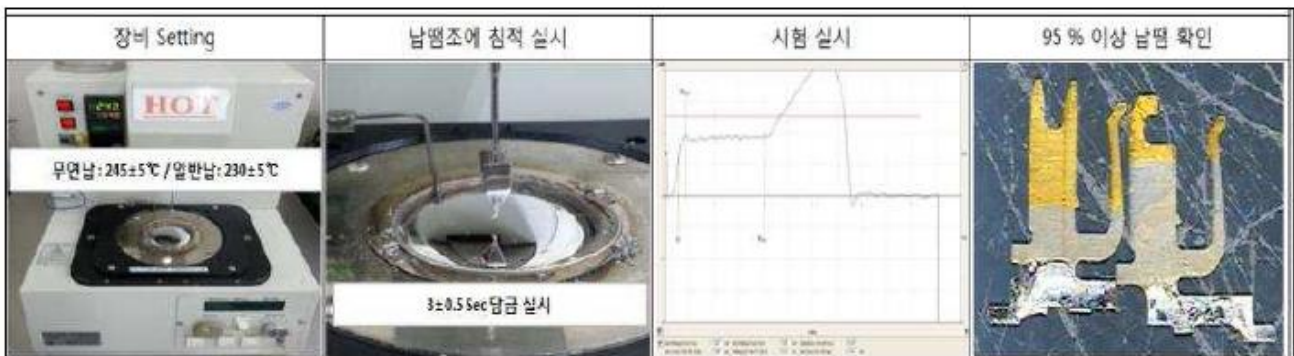 장비 Setting
납땜조에 침적 실시
시험 실시
95 % 이상 납땜 확인
HOT
무연납: 245±5℃ / 일반납: 230±5℃
3±0.5 Sec 담금 실시